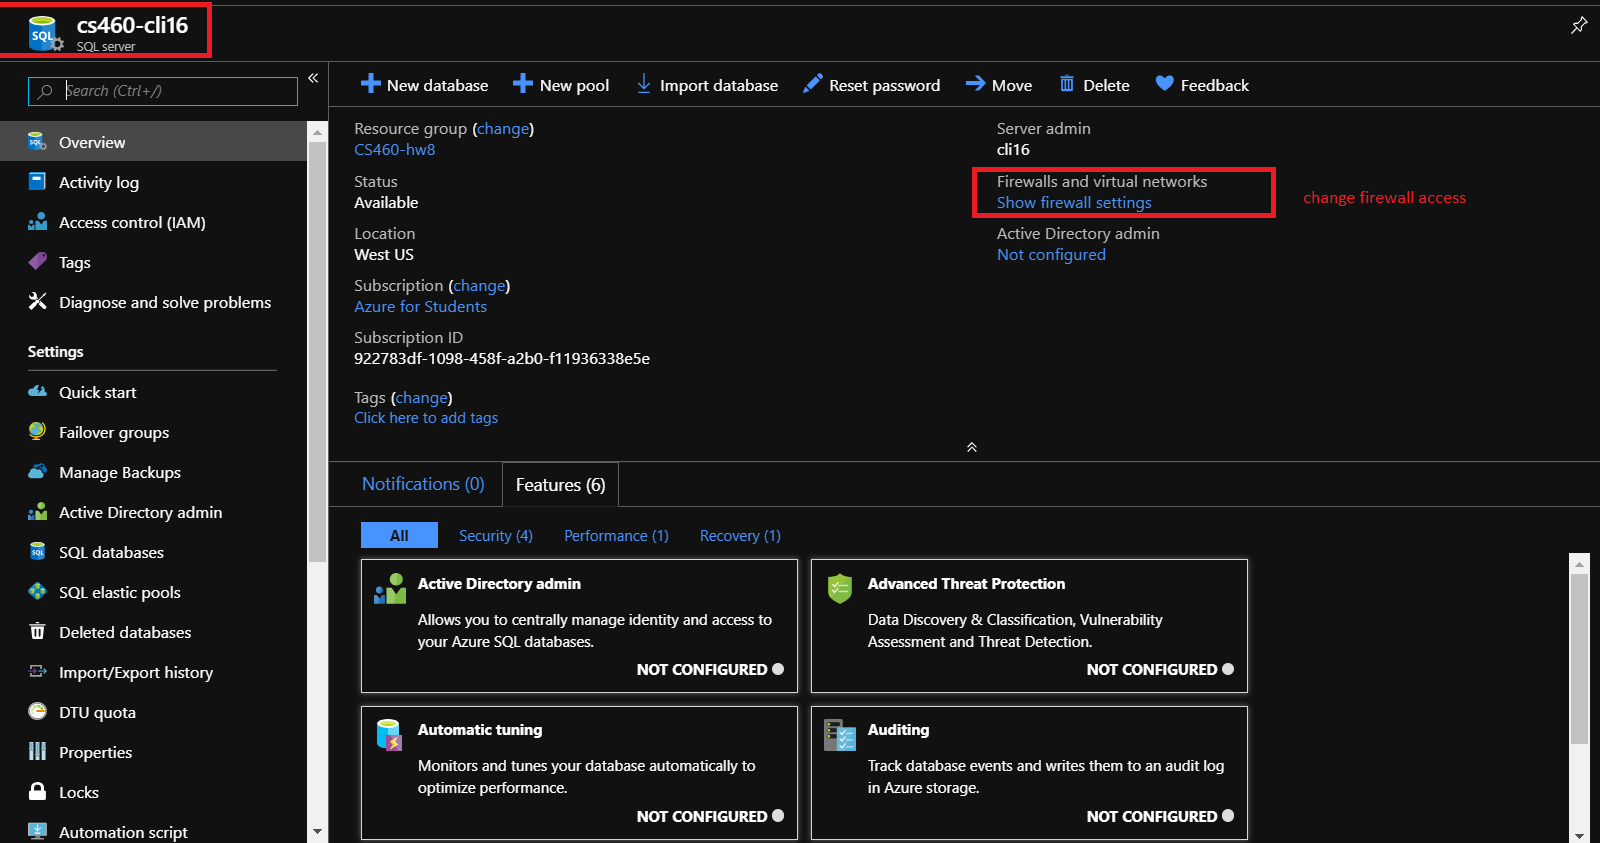 cs460-cli16
SQL server
Search (Ctrl+/)
Overview
Activity log
Access control (IAM)
Tags
Diagnose and solve problems
Settings
Quick start
Failover groups
Manage Backups
Active Directory admin
SQL databases
SQL elastic pools
Deleted databases
Import/Export history
DTU quota
Properties
Locks
Automation script
New database
New pool
Import database
Reset password
Move
Delete
Feedback
Resource group (change)
CS460-hw8
Status
Available
Location
West US
Subscription (change)
Azure for Students
Subscription ID
922783df-1098-458f-a2b0-f11936338e5e
Tags (change)
Click here to add tags
Server admin
cli16
Firewalls and virtual networks
Show firewall settings
change firewall access
Active Directory admin
Not configured
Notifications (0)
Features (6)
All
Security (4)
Performance (1)
Recovery (1)
Active Directory admin
Allows you to centrally manage identity and access to
your Azure SQL databases.
NOT CONFIGURED
Advanced Threat Protection
Data Discovery & Classification, Vulnerability
Assessment and Threat Detection.
NOT CONFIGURED
Automatic tuning
Monitors and tunes your database automatically to
optimize performance.
NOT CONFIGURED
Auditing
Track database events and writes them to an audit log
in Azure storage.
NOT CONFIGURED